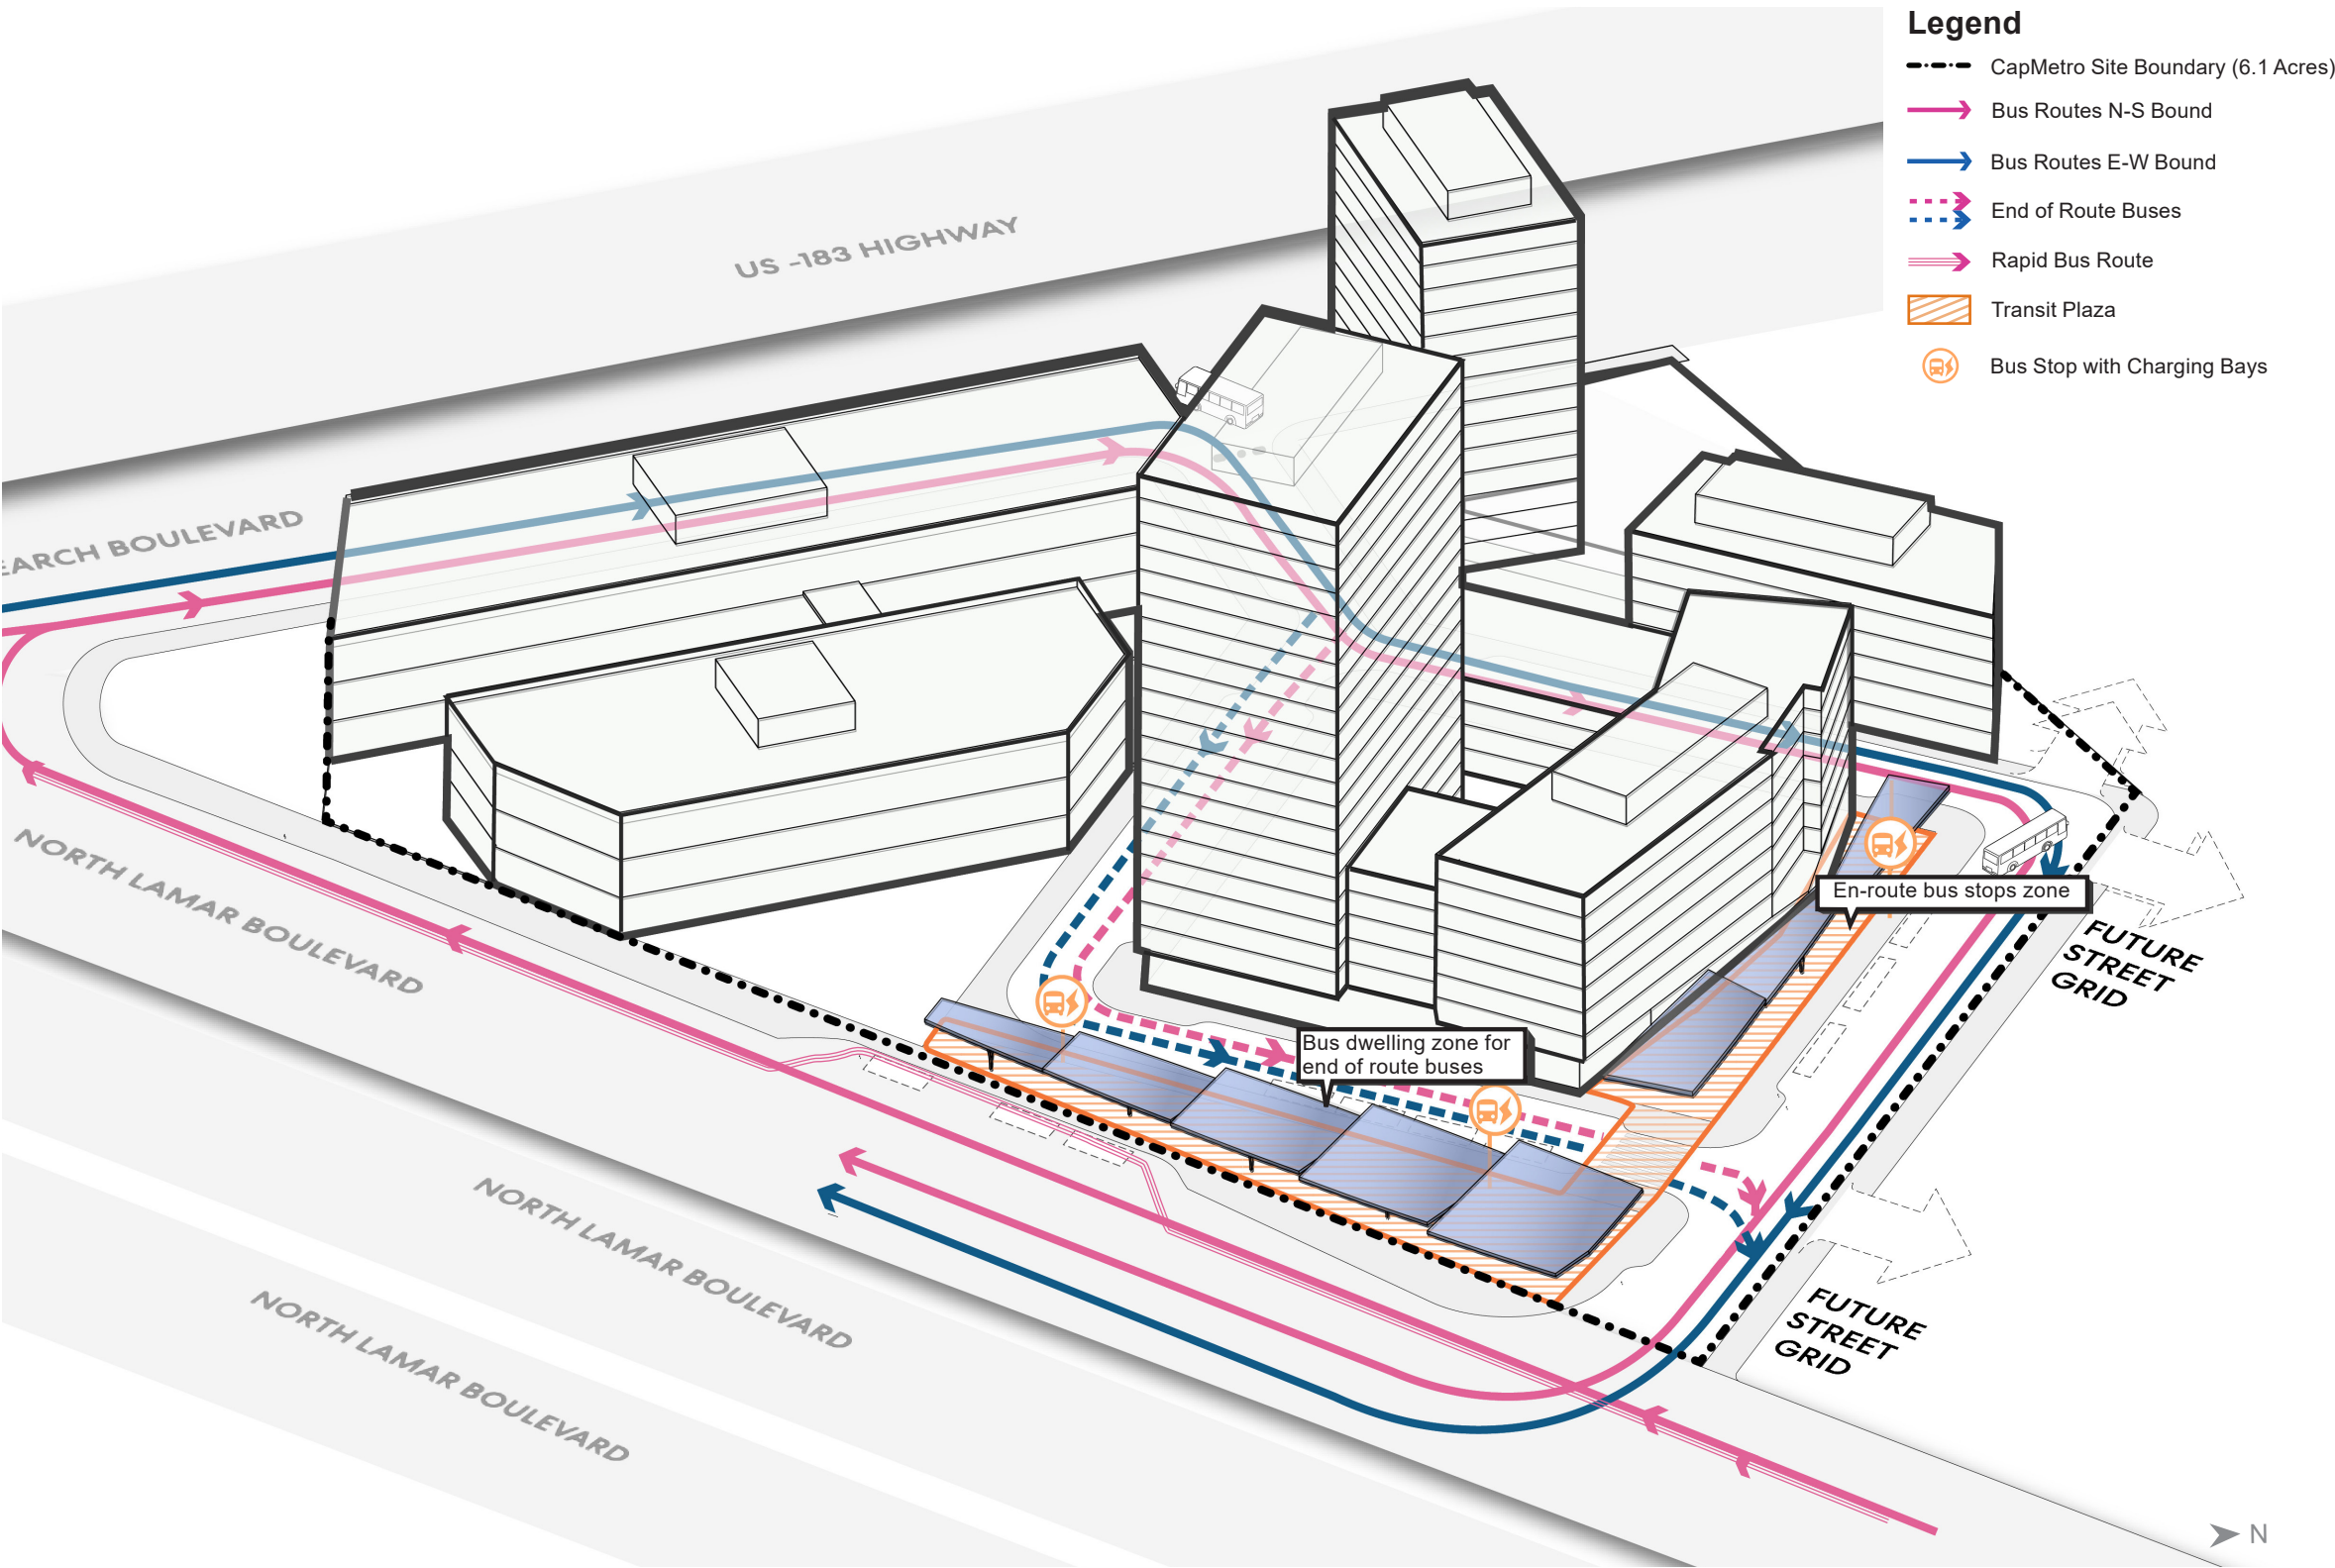 Legend
CapMetro Site Boundary (6.1 Acres)
Bus Routes N-S Bound
Bus Routes E-W Bound
End of Route Buses
Rapid Bus Route
Transit Plaza
Bus Stop with Charging Bays
US -183 HIGHWAY
EARCH BOULEVARD
NORTH LAMAR BOULEVARD
En-route bus stops zone
FUTURE
STREET
GRID
Bus dwelling zone for
end of route buses
NORTH LAMAR BOULEVARD
NORTH LAMAR BOULEVARD
FUTURE
STREET
GRID
N